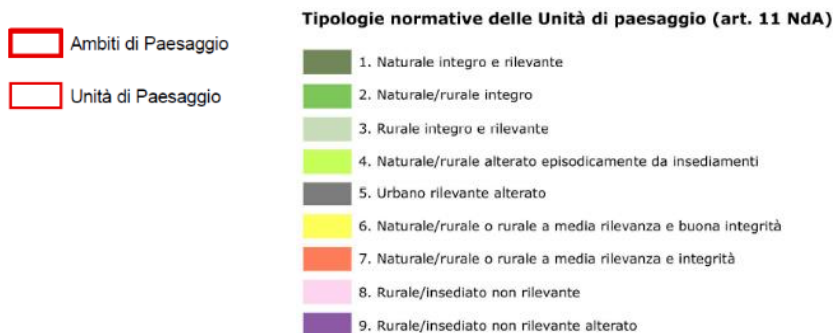 Ambiti di Paesaggio
Unità di Paesaggio
Tipologie normative delle Unità di paesaggio (art. 11 NdA)
1. Naturale integro e rilevante
2. Naturale/rurale integro
3. Rurale integro e rilevante
4. Naturale/rurale alterato episodicamente da insediamenti
5. Urbano rilevante alterato
6. Naturale/rurale o rurale a media rilevanza e buona integrità
7. Naturale/rurale o rurale a media rilevanza e integrità
8. Rurale/insediato non rilevante
9. Rurale/insediato non rilevante alterato